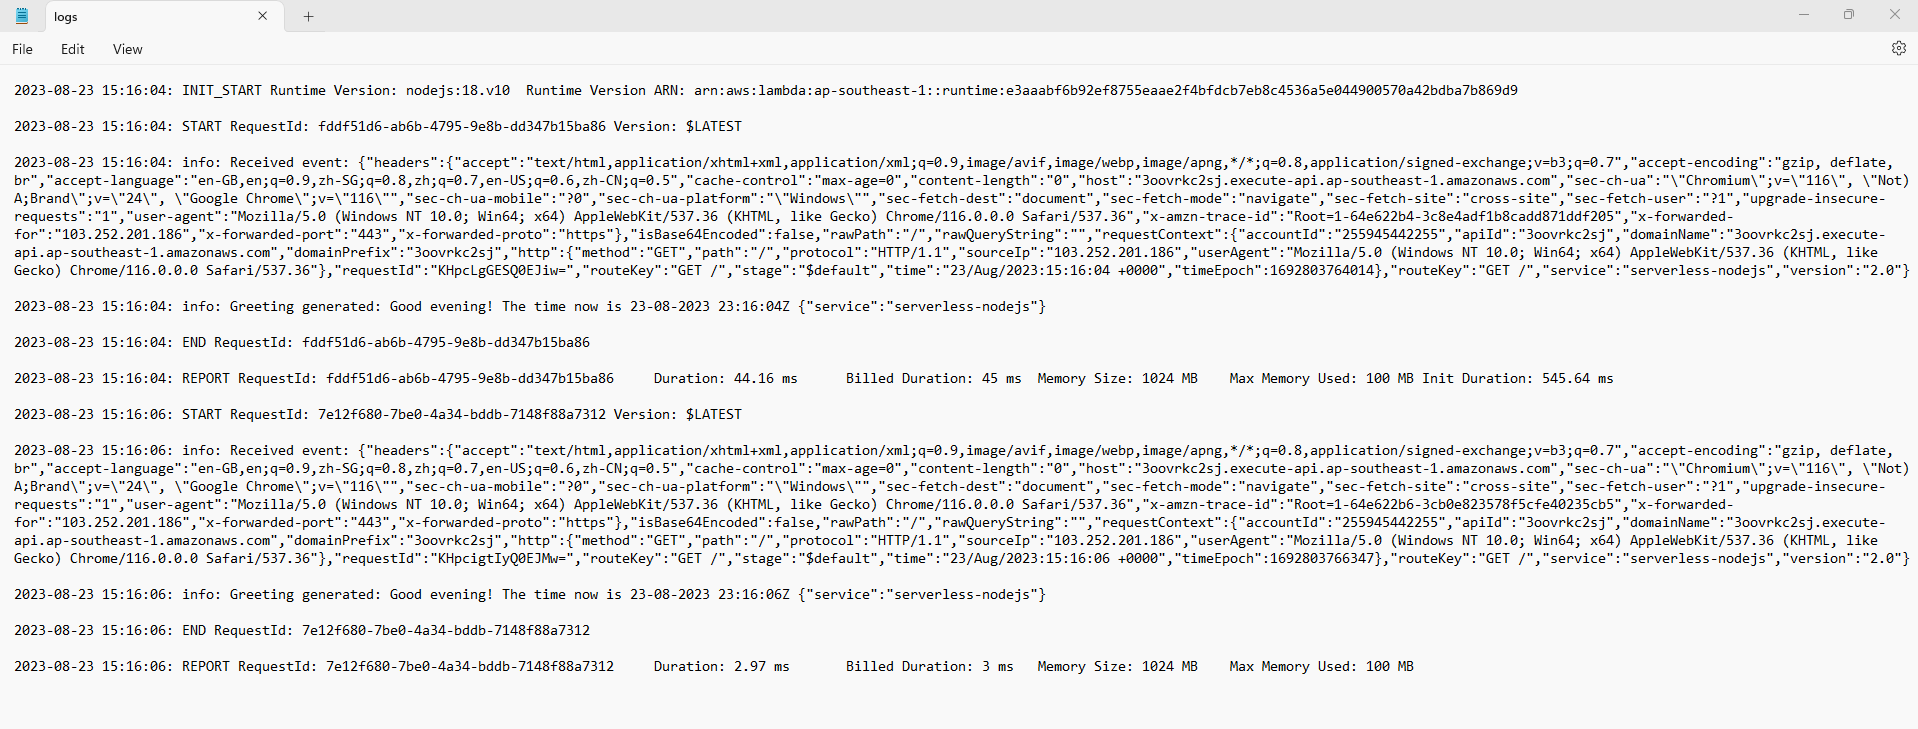 logs
File Edit View
2023-08-23 15:16:04: INIT_START Runtime Version: nodejs:18.v10  Runtime Version ARN: arn:aws:lambda:ap-southeast-1::runtime:e3aaabf6b92ef8755eaae2f4bfdcb7eb8c4536a5e044900570a42bdba7b869d9
2023-08-23 15:16:04: START RequestId: fddf51d6-ab6b-4795-9e8b-dd347b15ba86 Version: $LATEST
2023-08-23 15:16:04: info: Received event: {"headers":{"accept":"text/html,application/xhtml+xml,application/xml;q=0.9,image/avif,image/webp,image/apng,*/*;q=0.8,application/signed-exchange;v=b3;q=0.7","accept-encoding":"gzip, deflate,
br","accept-language":"en-GB,en;q=0.9,zh-SG;q=0.8,zh;q=0.7,en-US;q=0.6,zh-CN;q=0.5","cache-control":"max-age=0","content-length":"0","host":"3oovrkc2sj.execute-api.ap-southeast-1.amazonaws.com","sec-ch-ua":"\"Chromium\";v=\"116\", \"Not)
A;Brand\";v=\"24\", \"Google Chrome\";v=\"116\"","sec-ch-ua-mobile":"?0","sec-ch-ua-platform":"\"Windows\"","sec-fetch-dest":"document","sec-fetch-mode":"navigate","sec-fetch-site":"cross-site","sec-fetch-user":"?1","upgrade-insecure-
requests":"1","user-agent":"Mozilla/5.0 (Windows NT 10.0; Win64; x64) AppleWebKit/537.36 (KHTML, like Gecko) Chrome/116.0.0.0 Safari/537.36","x-amzn-trace-id":"Root=1-64e622b4-3c8e4adf1b8cadd871ddf205","x-forwarded-
for":"103.252.201.186","x-forwarded-port":"443","x-forwarded-proto":"https"},"isBase64Encoded":false,"rawPath":"/","rawQueryString":"","requestContext":{"accountId":"255945442255","apiId":"3oovrkc2sj","domainName":"3oovrkc2sj.execute-
api.ap-southeast-1.amazonaws.com","domainPrefix":"3oovrkc2sj","http":{"method":"GET","path":"/","protocol":"HTTP/1.1","sourceIp":"103.252.201.186","userAgent":"Mozilla/5.0 (Windows NT 10.0; Win64; x64) AppleWebKit/537.36 (KHTML, like
Gecko) Chrome/116.0.0.0 Safari/537.36"},"requestId":"KHpcLgGESQ0EJiw=","routeKey":"GET /","stage":"$default","time":"23/Aug/2023:15:16:04 +0000","timeEpoch":1692803764014},"routeKey":"GET /","service":"serverless-nodejs","version":"2.0"}
2023-08-23 15:16:04: info: Greeting generated: Good evening! The time now is 23-08-2023 23:16:04Z {"service":"serverless-nodejs"}
2023-08-23 15:16:04: END RequestId: fddf51d6-ab6b-4795-9e8b-dd347b15ba86
2023-08-23 15:16:04: REPORT RequestId: fddf51d6-ab6b-4795-9e8b-dd347b15ba86     Duration: 44.16 ms      Billed Duration: 45 ms  Memory Size: 1024 MB    Max Memory Used: 100 MB Init Duration: 545.64 ms
2023-08-23 15:16:06: START RequestId: 7e12f680-7be0-4a34-bddb-7148f88a7312 Version: $LATEST
2023-08-23 15:16:06: info: Received event: {"headers":{"accept":"text/html,application/xhtml+xml,application/xml;q=0.9,image/avif,image/webp,image/apng,*/*;q=0.8,application/signed-exchange;v=b3;q=0.7","accept-encoding":"gzip, deflate,
br","accept-language":"en-GB,en;q=0.9,zh-SG;q=0.8,zh;q=0.7,en-US;q=0.6,zh-CN;q=0.5","cache-control":"max-age=0","content-length":"0","host":"3oovrkc2sj.execute-api.ap-southeast-1.amazonaws.com","sec-ch-ua":"\"Chromium\";v=\"116\", \"Not)
A;Brand\";v=\"24\", \"Google Chrome\";v=\"116\"","sec-ch-ua-mobile":"?0","sec-ch-ua-platform":"\"Windows\"","sec-fetch-dest":"document","sec-fetch-mode":"navigate","sec-fetch-site":"cross-site","sec-fetch-user":"?1","upgrade-insecure-
requests":"1","user-agent":"Mozilla/5.0 (Windows NT 10.0; Win64; x64) AppleWebKit/537.36 (KHTML, like Gecko) Chrome/116.0.0.0 Safari/537.36","x-amzn-trace-id":"Root=1-64e622b6-3cb0e823578f5cfe40235cb5","x-forwarded-
for":"103.252.201.186","x-forwarded-port":"443","x-forwarded-proto":"https"},"isBase64Encoded":false,"rawPath":"/","rawQueryString":"","requestContext":{"accountId":"255945442255","apiId":"3oovrkc2sj","domainName":"3oovrkc2sj.execute-
api.ap-southeast-1.amazonaws.com","domainPrefix":"3oovrkc2sj","http":{"method":"GET","path":"/","protocol":"HTTP/1.1","sourceIp":"103.252.201.186","userAgent":"Mozilla/5.0 (Windows NT 10.0; Win64; x64) AppleWebKit/537.36 (KHTML, like
Gecko) Chrome/116.0.0.0 Safari/537.36"},"requestId":"KHpcigtIyQ0EJMw=","routeKey":"GET /","stage":"$default","time":"23/Aug/2023:15:16:06 +0000","timeEpoch":1692803766347},"routeKey":"GET /","service":"serverless-nodejs","version":"2.0"}
2023-08-23 15:16:06: info: Greeting generated: Good evening! The time now is 23-08-2023 23:16:06Z {"service":"serverless-nodejs"}
2023-08-23 15:16:06: END RequestId: 7e12f680-7be0-4a34-bddb-7148f88a7312
2023-08-23 15:16:06: REPORT RequestId: 7e12f680-7be0-4a34-bddb-7148f88a7312     Duration: 2.97 ms       Billed Duration: 3 ms   Memory Size: 1024 MB    Max Memory Used: 100 MB